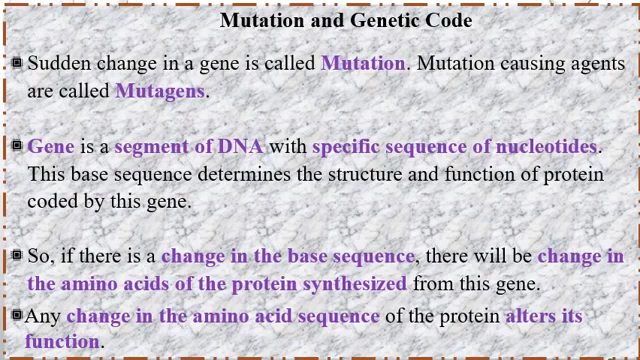 Mutation and Genetic Code
Sudden change in a gene is called Mutation. Mutation causing agents
are called Mutagens.
Gene is a segment of DNA with specific sequence of nucleotides.
This base sequence determines the structure and function of protein
coded by this gene.
So, if there is a change in the base sequence, there will be change in
the amino acids of the protein synthesized from this gene.
Any change in the amino acid sequence of the protein alters its
function.